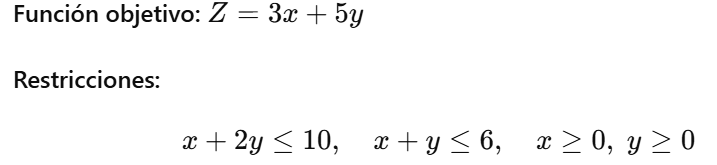 Función objetivo: Z = 3x + 5y
Restricciones:
x + 2y ≤ 10, x + y ≤ 6, x ≥ 0, y ≥ 0